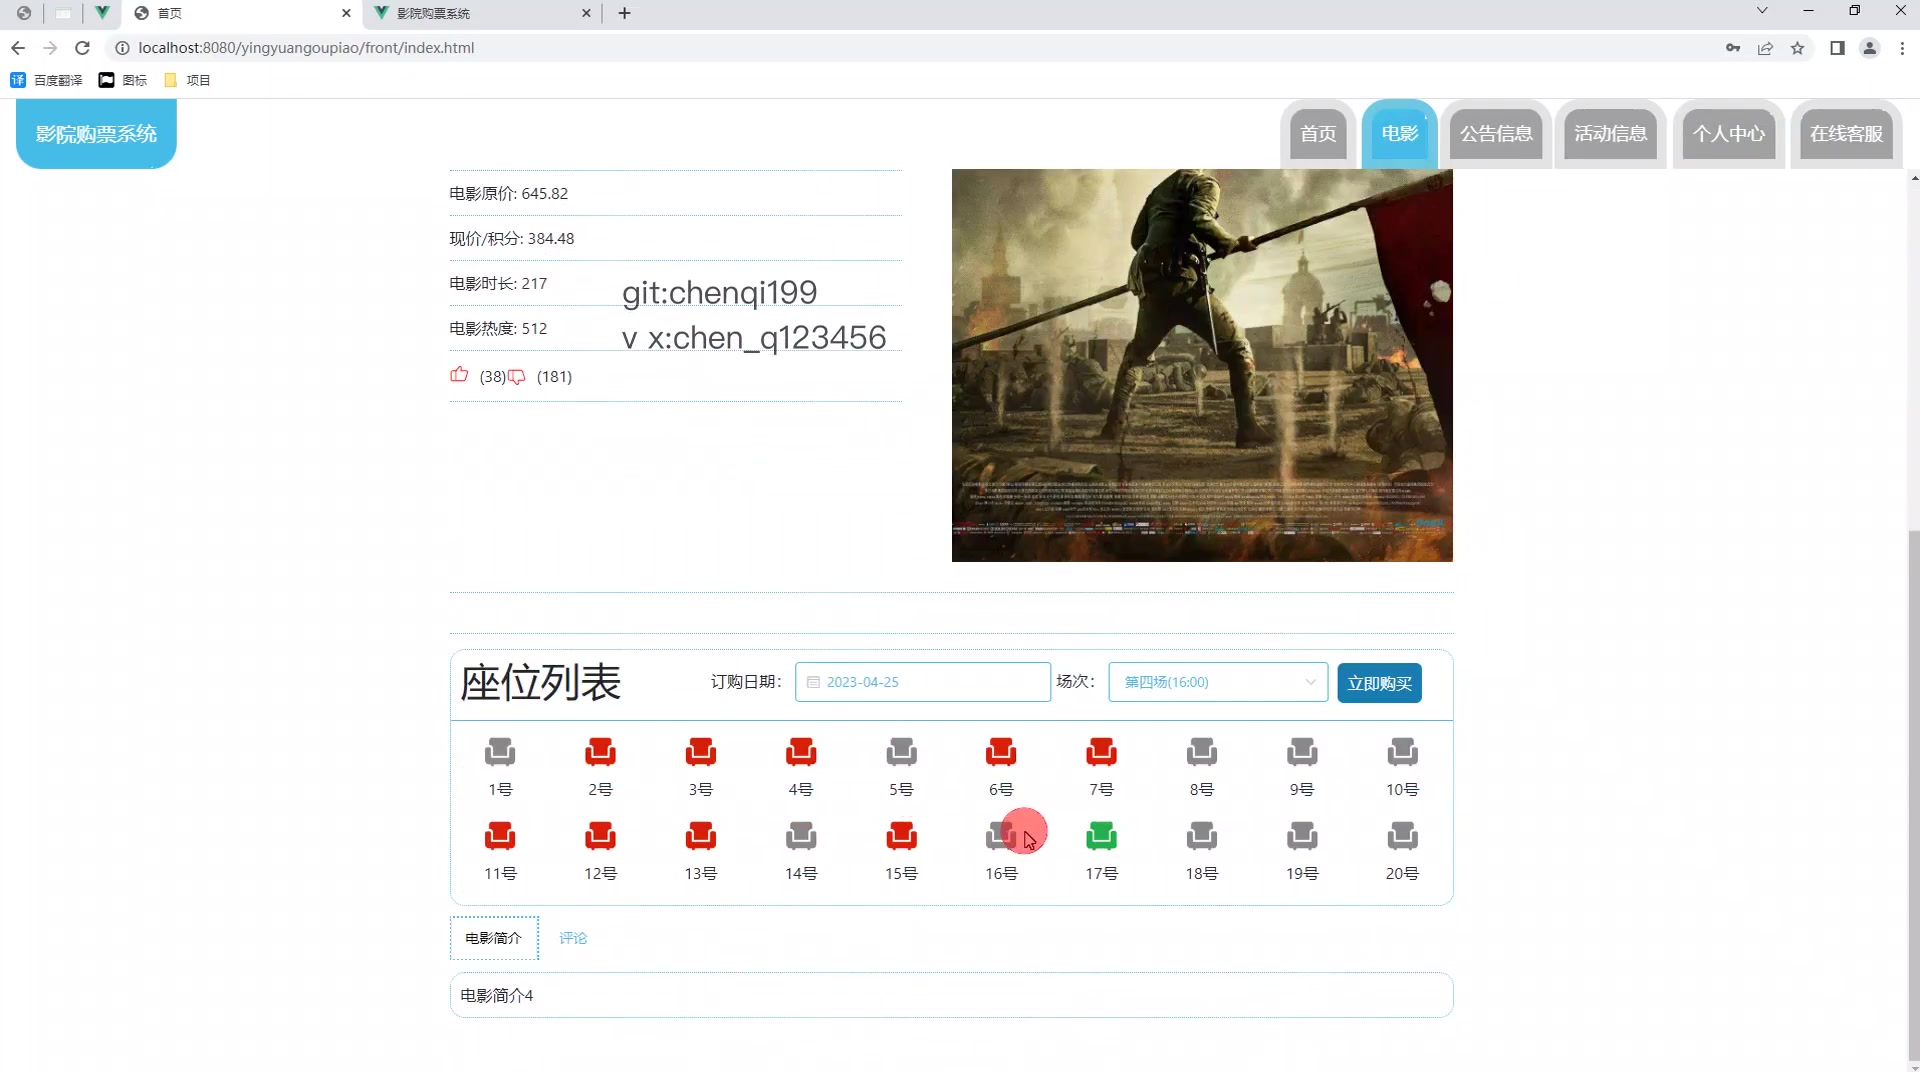 首页
影院购票系统
localhost:8080/yingyuangoupiao/front/index.html
百度翻译
图标
项目
影院购票系统
首页
电影
公告信息
活动信息
个人中心
在线客服
电影原价: 645.82
现价/积分: 384.48
电影时长: 217
电影热度: 512
(38)
(181)
git:chenqi199
v x:chen_q123456
座位列表
订购日期：
2023-04-25
场次：
第四场(16:00)
立即购买
1号
2号
3号
4号
5号
6号
7号
8号
9号
10号
11号
12号
13号
14号
15号
16号
17号
18号
19号
20号
电影简介
评论
电影简介4